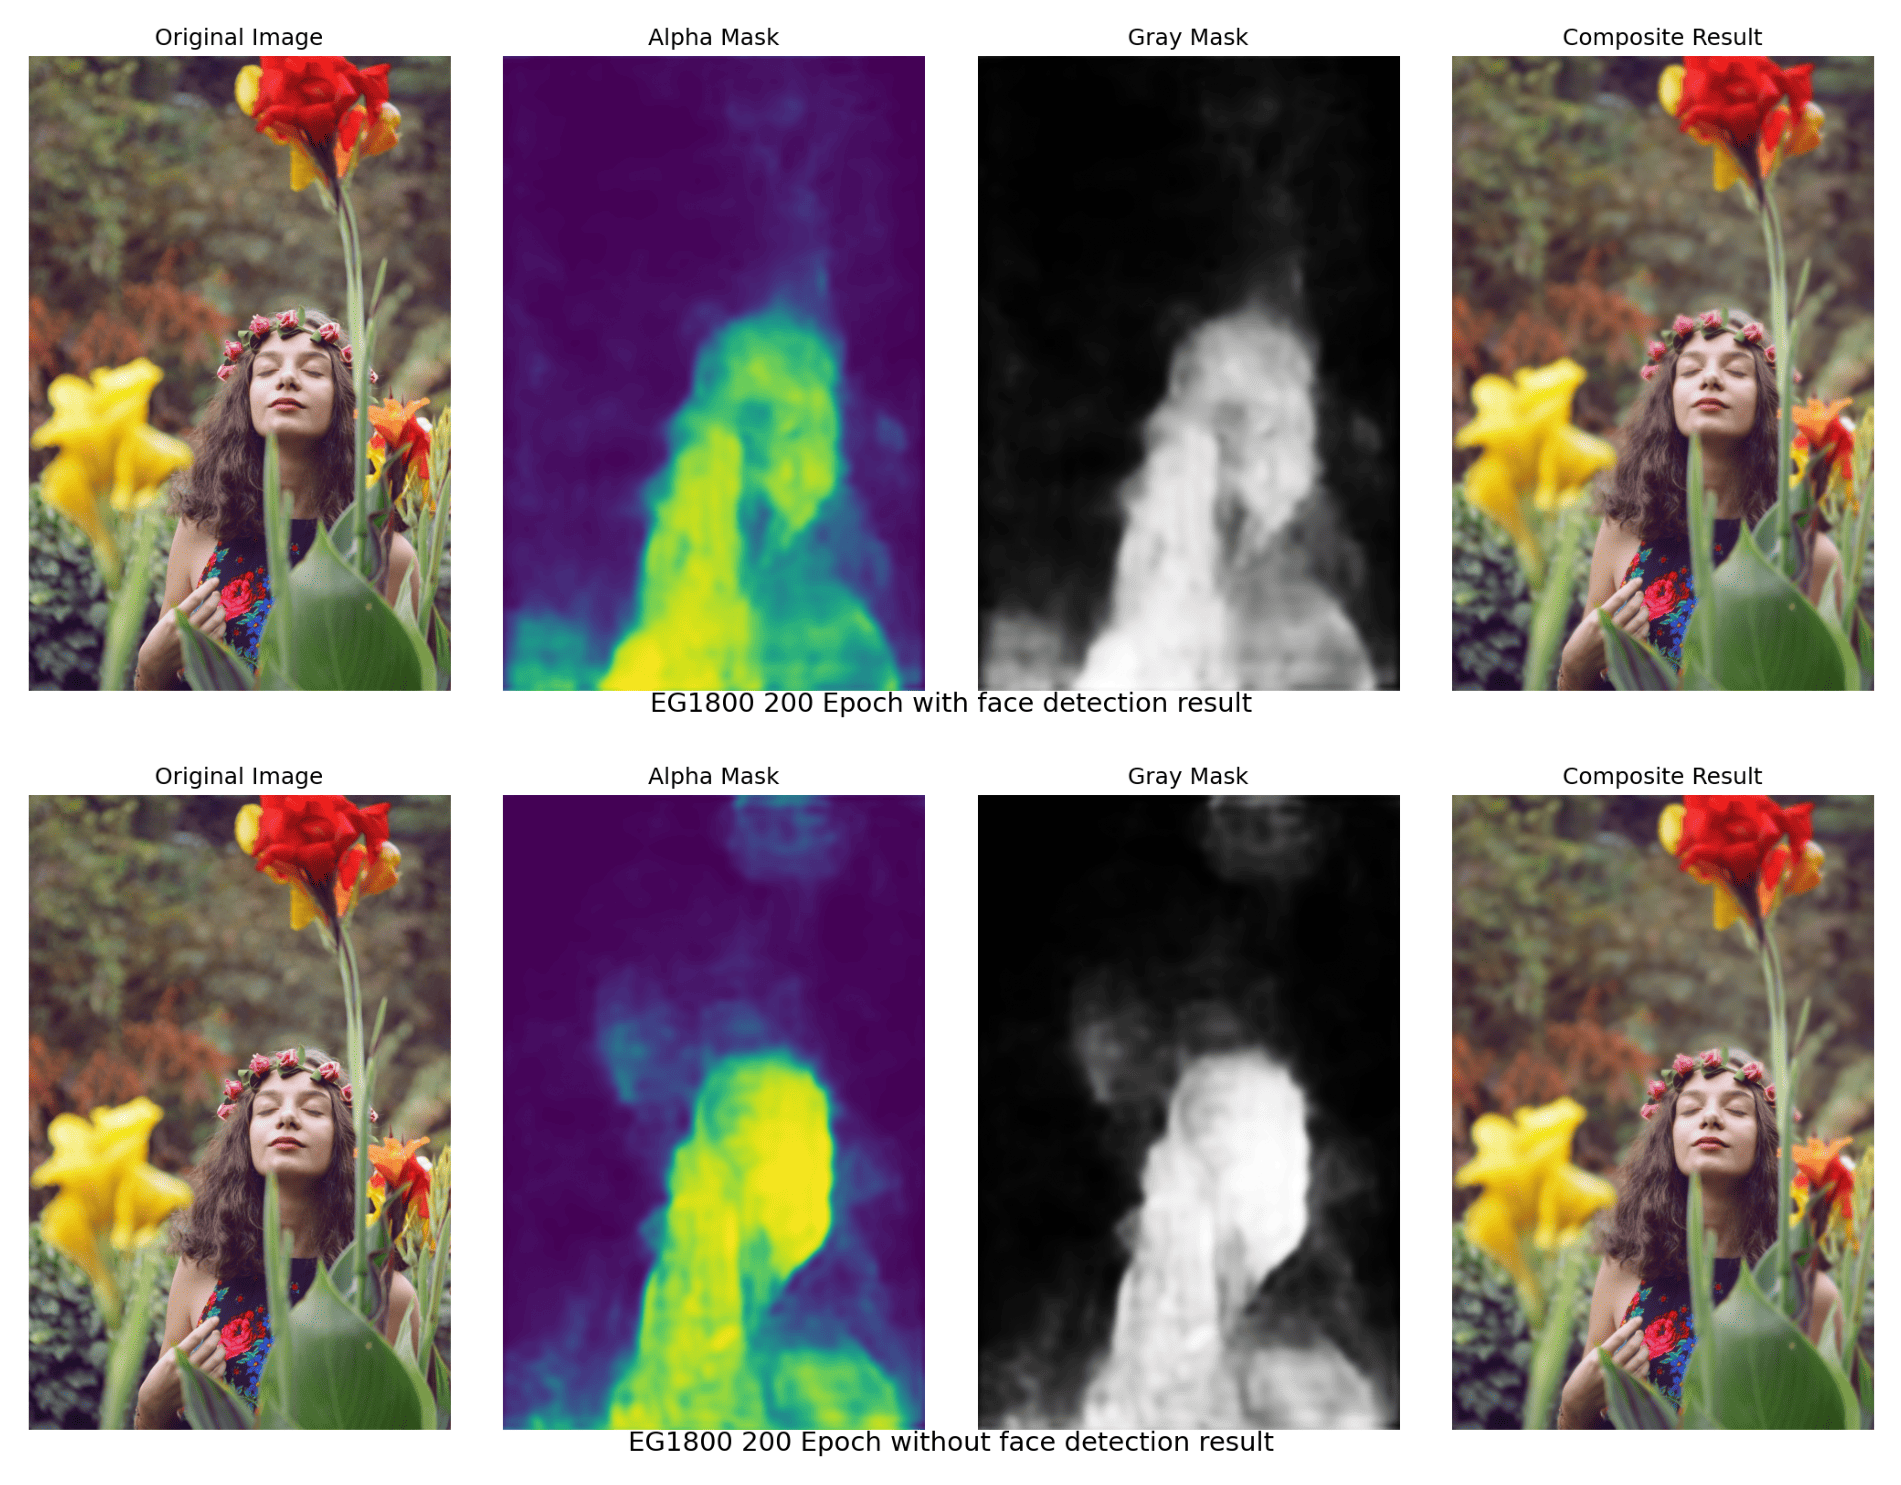 Original Image
Alpha Mask
Gray Mask
Composite Result
EG1800 200 Epoch with face detection result
Original Image
Alpha Mask
Gray Mask
Composite Result
EG1800 200 Epoch without face detection result